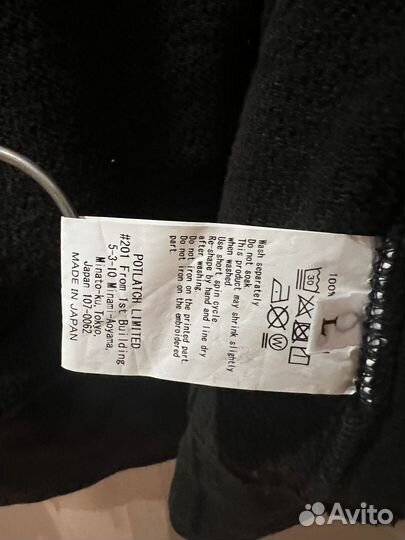 100%
30
L
W
Wash separately
Do not soak
This product may shrink slightly
when washed
Use short spin cycle
Re-shape by hand and line dry
Do not iron on the printed part
Do not iron on the embroidered
part.
POTLATCH LIMITED
#201 From 1st Building
5-3-10 Minami-Aoyama,
Minato-ku, Tokyo,
Japan 107-0062
MADE IN JAPAN
Avito